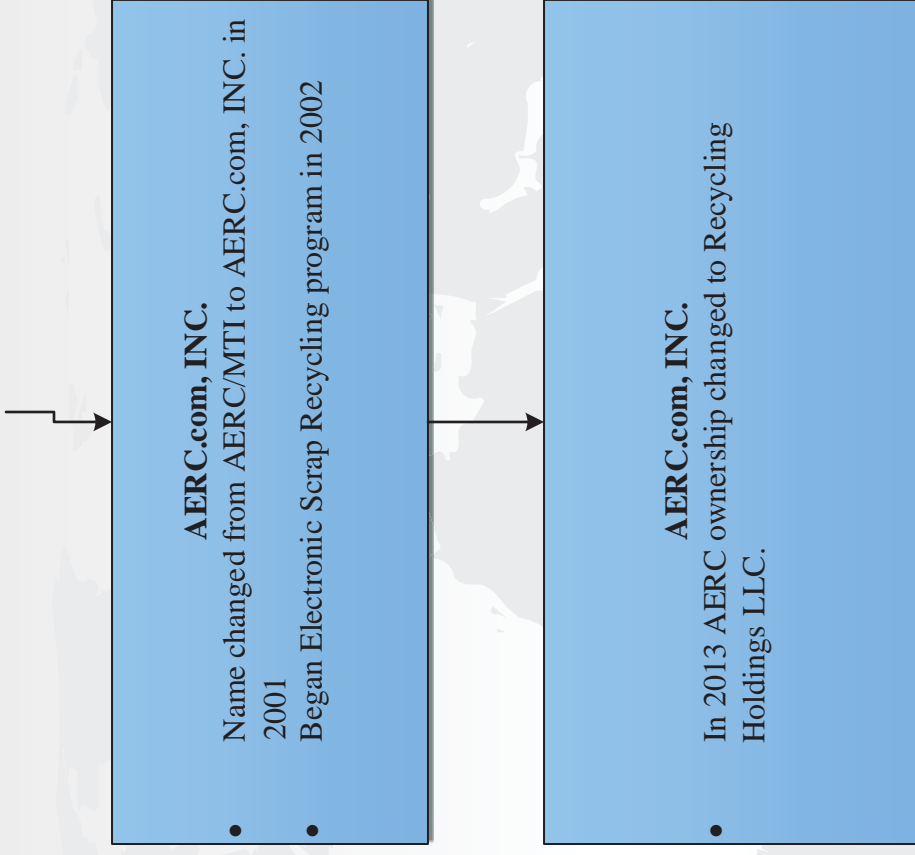 AERC.com, INC.
• Name changed from AERC/MTI to AERC.com, INC. in
2001
• Began Electronic Scrap Recycling program in 2002
AERC.com, INC.
• In 2013 AERC ownership changed to Recycling
Holdings LLC.